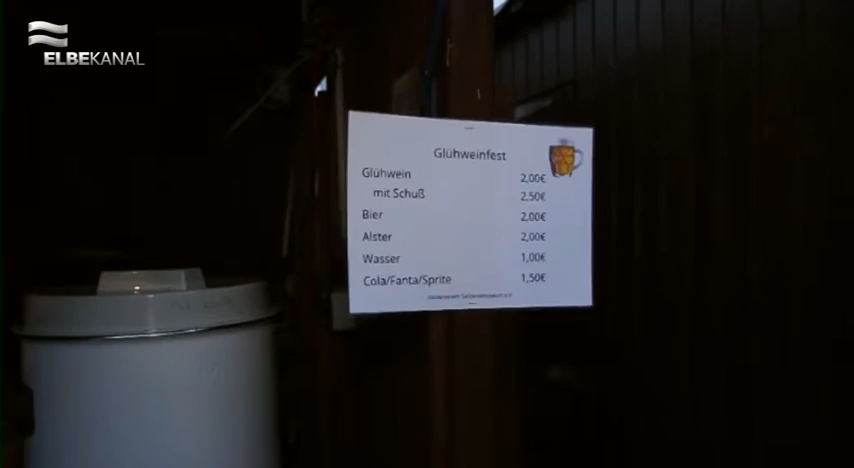 ELBEKANAL
Glühweinfest
Glühwein 2,00€
mit Schuß 2,50€
Bier 2,00€
Alster 2,00€
Wasser 1,00€
Cola/Fanta/Sprite 1,50€